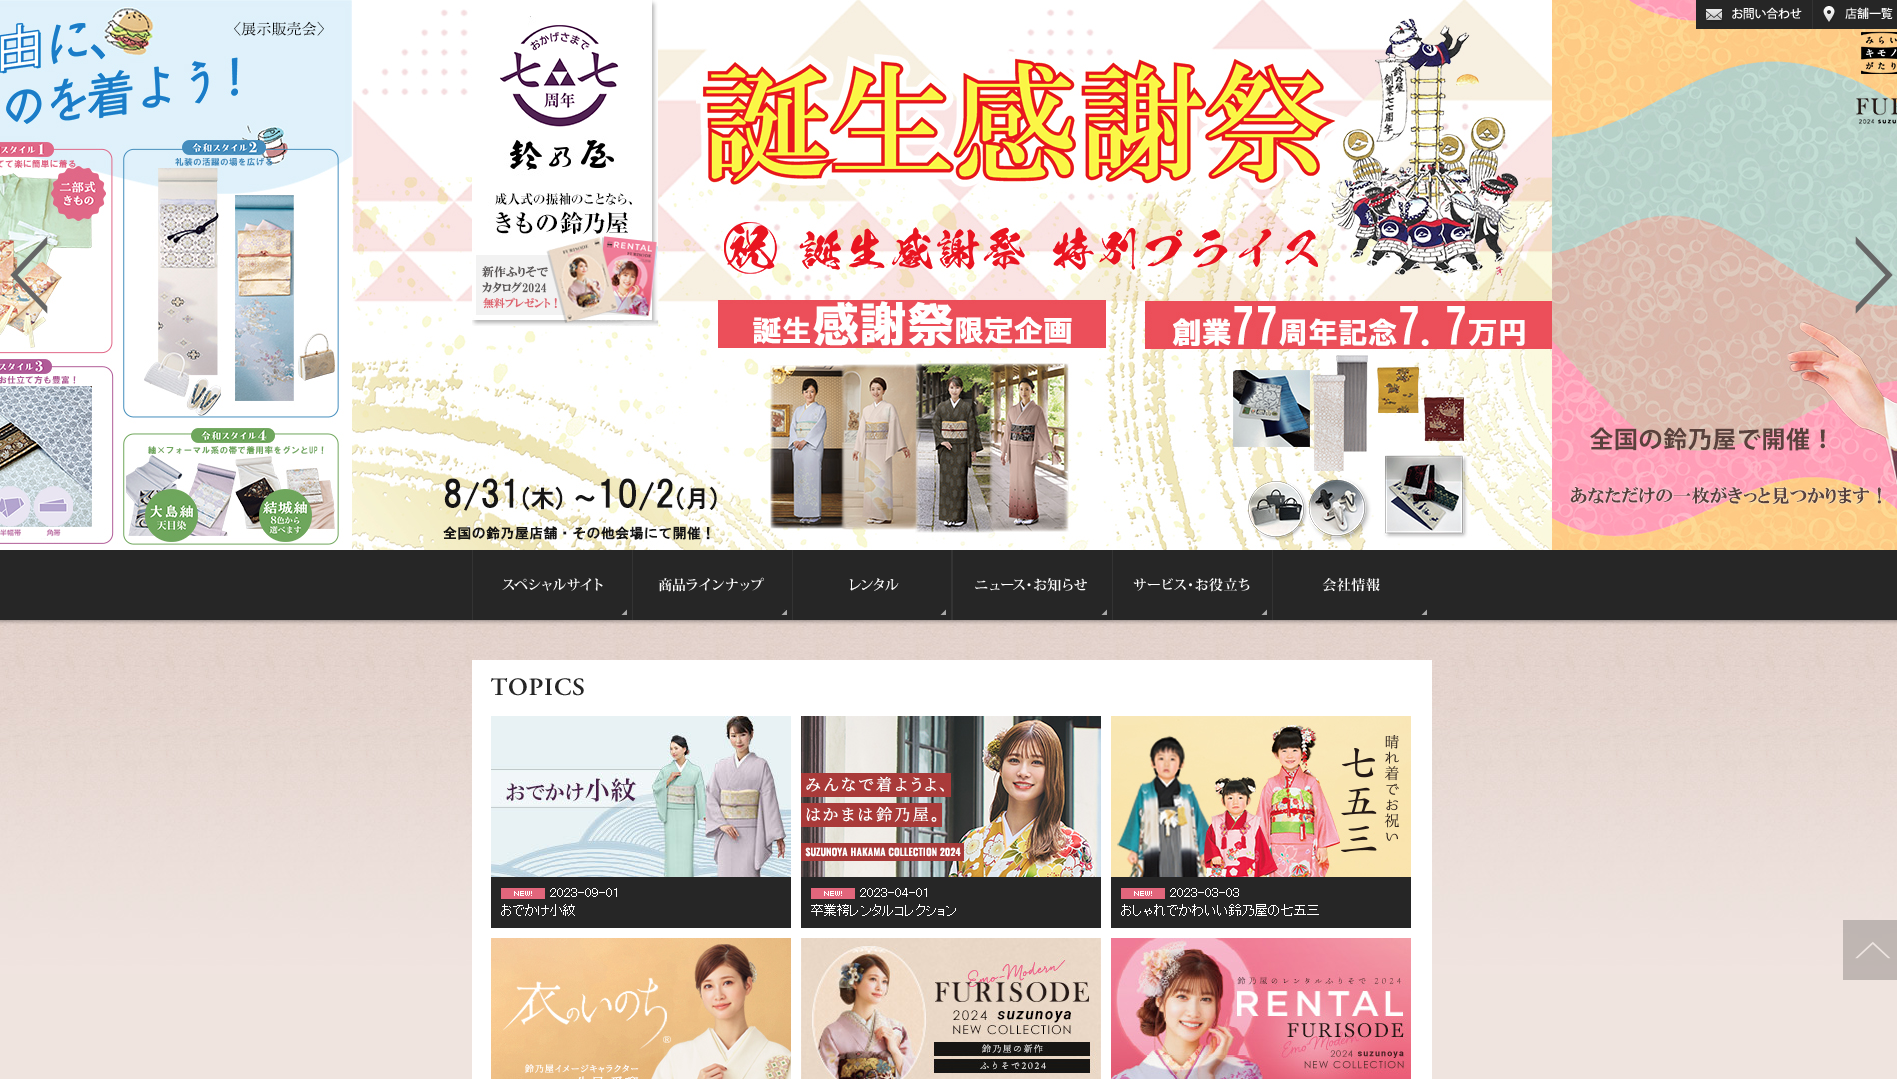 お問い合わせ
店舗一覧
〈展示販売会〉
由に、
のを着よう！
スタイル1
てて楽に簡単に着る
二部式
きもの
令和スタイル2
礼装の活躍の場を広げる
スタイル3
お仕立て方も豊富！
半幅帯
角帯
令和スタイル4
紬×フォーマル系の帯で着用率をグンとUP！
大島紬
天目染
結城紬
8色から
選べます
おかげさまで
七七
周年
鈴乃屋
成人式の振袖のことなら、
きもの鈴乃屋
新作ふりそで
カタログ2024
無料プレゼント！
FURISODE
RENTAL
誕生感謝祭
鈴乃屋
創業七七周年
祝 誕生感謝祭 特別プライス
誕生感謝祭限定企画
創業77周年記念7．7万円
8/31(木) ～10/2(月)
全国の鈴乃屋店舗・その他会場にて開催！
みらい
キモノ
がたり
FUI
2024 suzu
全国の鈴乃屋で開催！
あなただけの一枚がきっと見つかります！
スペシャルサイト
商品ラインナップ
レンタル
ニュース・お知らせ
サービス・お役立ち
会社情報
TOPICS
おでかけ小紋
NEW! 2023-09-01
おでかけ小紋
みんなで着ようよ、
はかまは鈴乃屋。
SUZUNOYA HAKAMA COLLECTION 2024
NEW! 2023-04-01
卒業袴レンタルコレクション
晴れ着でお祝い
七五三
NEW! 2023-03-03
おしゃれでかわいい鈴乃屋の七五三
衣のいのち®
鈴乃屋イメージキャラクター
Emo-Modern
FURISODE
2024 suzunoya
NEW COLLECTION
鈴乃屋の新作
ふりそで2024
鈴乃屋のレンタルふりそで 2024
RENTAL
FURISODE
Emo Modern
2024 suzunoya
NEW COLLECTION